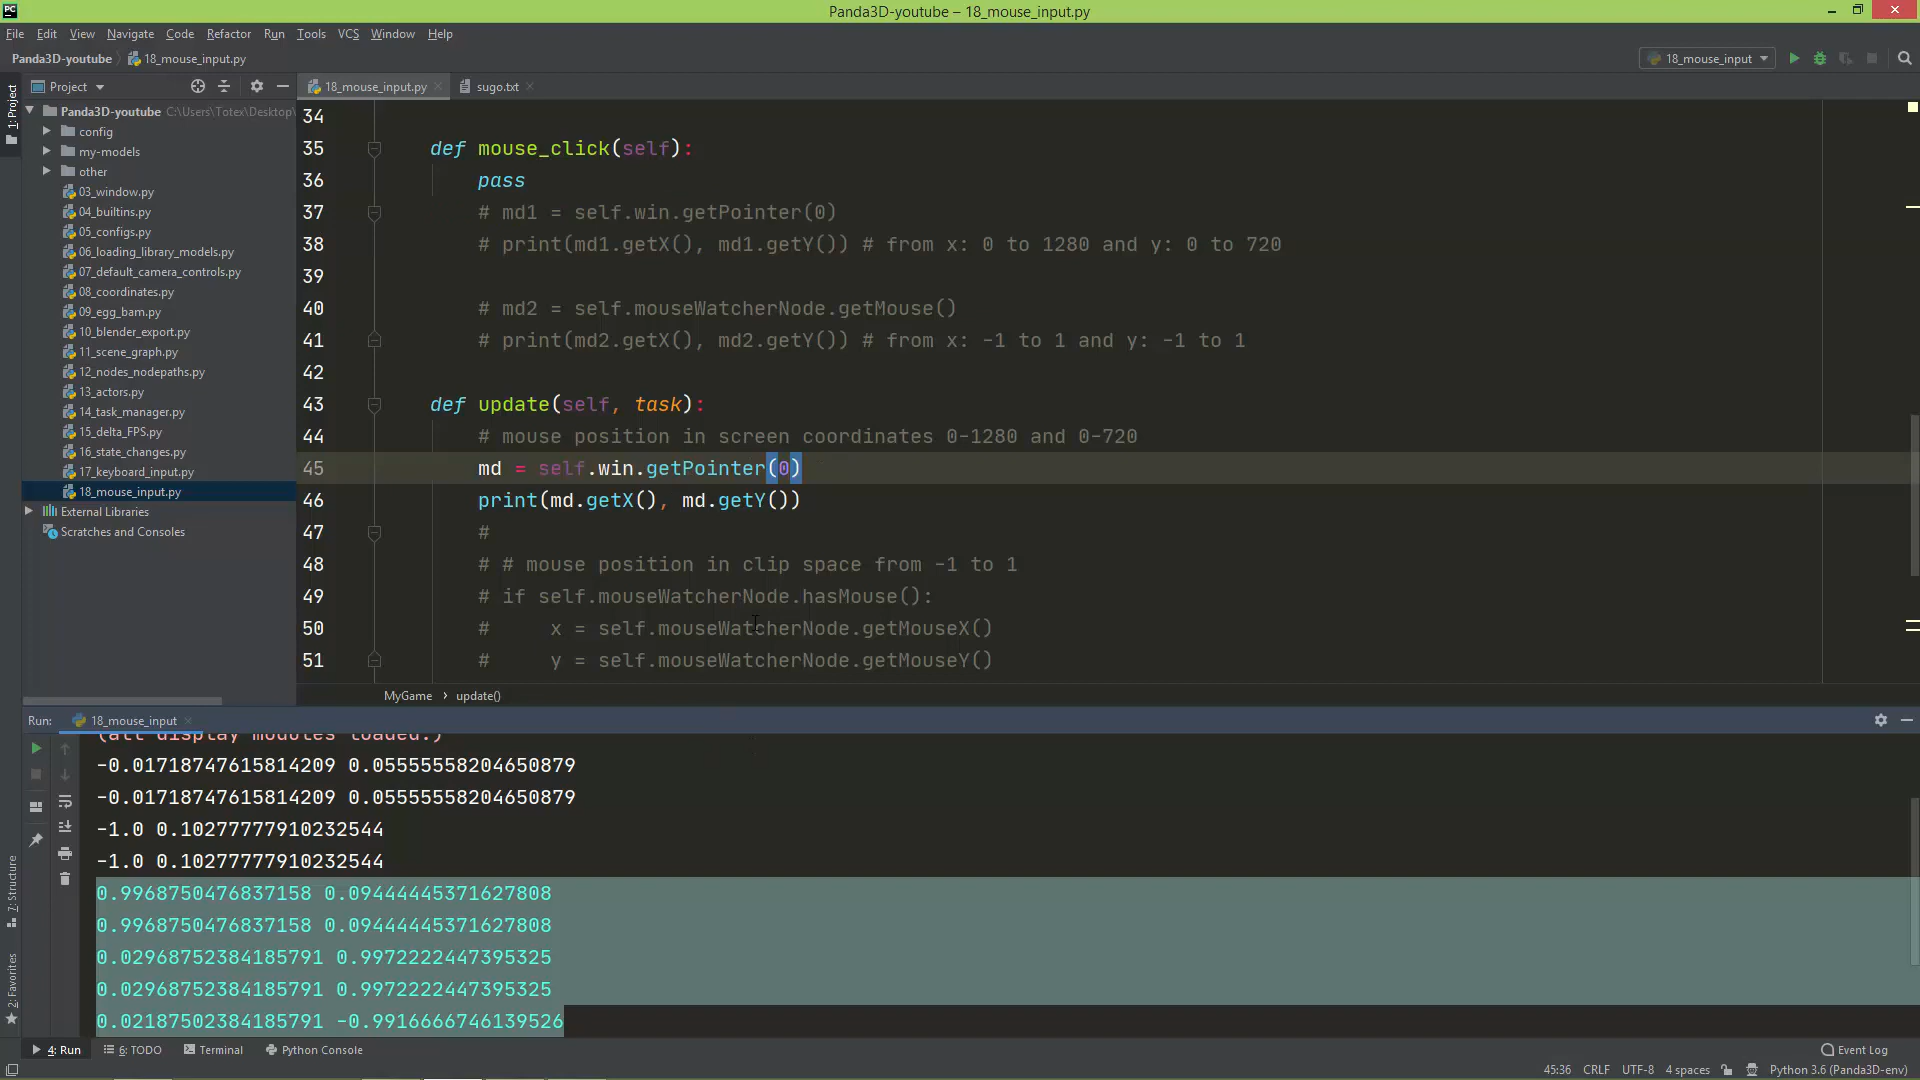 Panda3D-youtube – 18_mouse_input.py
File Edit View Navigate Code Refactor Run Tools VCS Window Help
Panda3D-youtube 18_mouse_input.py
18_mouse_input
Project
18_mouse_input.py
sugo.txt
1: Project
Panda3D-youtube C:\Users\Totex\Desktop\
config
my-models
other
03_window.py
04_builtins.py
05_configs.py
06_loading_library_models.py
07_default_camera_controls.py
08_coordinates.py
09_egg_bam.py
10_blender_export.py
11_scene_graph.py
12_nodes_nodepaths.py
13_actors.py
14_task_manager.py
15_delta_FPS.py
16_state_changes.py
17_keyboard_input.py
18_mouse_input.py
External Libraries
Scratches and Consoles
34
35 def mouse_click(self):
36 pass
37 # md1 = self.win.getPointer(0)
38 # print(md1.getX(), md1.getY()) # from x: 0 to 1280 and y: 0 to 720
39
40 # md2 = self.mouseWatcherNode.getMouse()
41 # print(md2.getX(), md2.getY()) # from x: -1 to 1 and y: -1 to 1
42
43 def update(self, task):
44 # mouse position in screen coordinates 0-1280 and 0-720
45 md = self.win.getPointer(0)
46 print(md.getX(), md.getY())
47 #
48 # # mouse position in clip space from -1 to 1
49 # if self.mouseWatcherNode.hasMouse():
50 # x = self.mouseWatcherNode.getMouseX()
51 # y = self.mouseWatcherNode.getMouseY()
MyGame › update()
Run: 18_mouse_input
(all display modules loaded.)
-0.01718747615814209 0.05555558204650879
-0.01718747615814209 0.05555558204650879
-1.0 0.10277777910232544
-1.0 0.10277777910232544
0.9968750476837158 0.09444445371627808
0.9968750476837158 0.09444445371627808
0.02968752384185791 0.9972222447395325
0.02968752384185791 0.9972222447395325
0.02187502384185791 -0.9916666746139526
7: Structure
2: Favorites
4: Run
6: TODO
Terminal
Python Console
Event Log
45:36 CRLF UTF-8 4 spaces Python 3.6 (Panda3D-env)